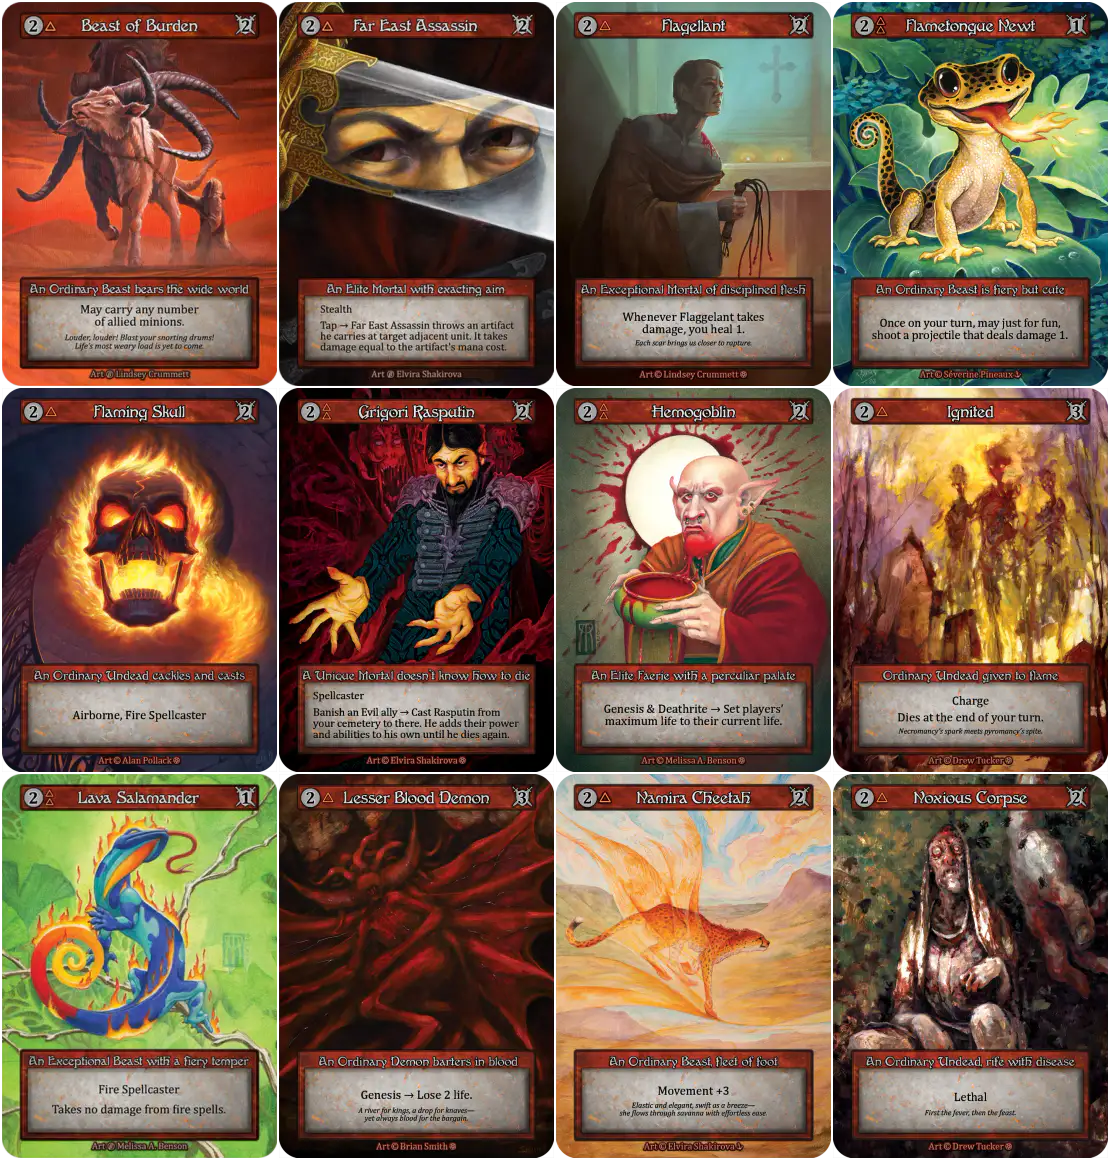 2 Beast of Burden 2
An Ordinary Beast bears the wide world
May carry any number
of allied minions.
Louder, louder! Blast your snorting drums!
Life's most weary load is yet to come.
Art @ Lindsey Crummett
2 Far East Assassin 2
An Elite Mortal with exacting aim
Stealth
Tap → Far East Assassin throws an artifact
he carries at target adjacent unit. It takes
damage equal to the artifact's mana cost.
Art @ Elvira Shakirova
2 Flagellant 2
An Exceptional Mortal of disciplined flesh
Whenever Flaggelant takes
damage, you heal 1.
Each scar brings us closer to rapture.
Art © Lindsey Crummett
2 Flametongue Newt 1
An Ordinary Beast is fiery but cute
Once on your turn, may just for fun,
shoot a projectile that deals damage 1.
Art © Séverine Pineaux
2 Flaming Skull 2
An Ordinary Undead cackles and casts
Airborne, Fire Spellcaster
Art © Alan Pollack
2 Grigori Rasputin 2
A Unique Mortal doesn't know how to die
Spellcaster
Banish an Evil ally → Cast Rasputin from
your cemetery to there. He adds their power
and abilities to his own until he dies again.
Art © Elvira Shakirova
2 Hemogoblin 2
An Elite Faerie with a perculiar palate
Genesis & Deathrite → Set players'
maximum life to their current life.
Art © Melissa A. Benson
2 Ignited 3
Ordinary Undead given to flame
Charge
Dies at the end of your turn.
Necromancy's spark meets pyromancy's spite.
Art © Drew Tucker
2 Lava Salamander 1
An Exceptional Beast with a fiery temper
Fire Spellcaster
Takes no damage from fire spells.
Art @ Melissa A. Benson
2 Lesser Blood Demon 3
An Ordinary Demon barters in blood
Genesis → Lose 2 life.
A river for kings, a drop for knaves—
yet always blood for the bargain.
Art © Brian Smith
2 Namira Cheetah 2
An Ordinary Beast, fleet of foot
Movement +3
Elastic and elegant, swift as a breeze—
she flows through savanna with effortless ease
Art © Elvira Shakirova
2 Noxious Corpse 2
An Ordinary Undead, rife with disease
Lethal
First the fever, then the feast.
Art © Drew Tucker